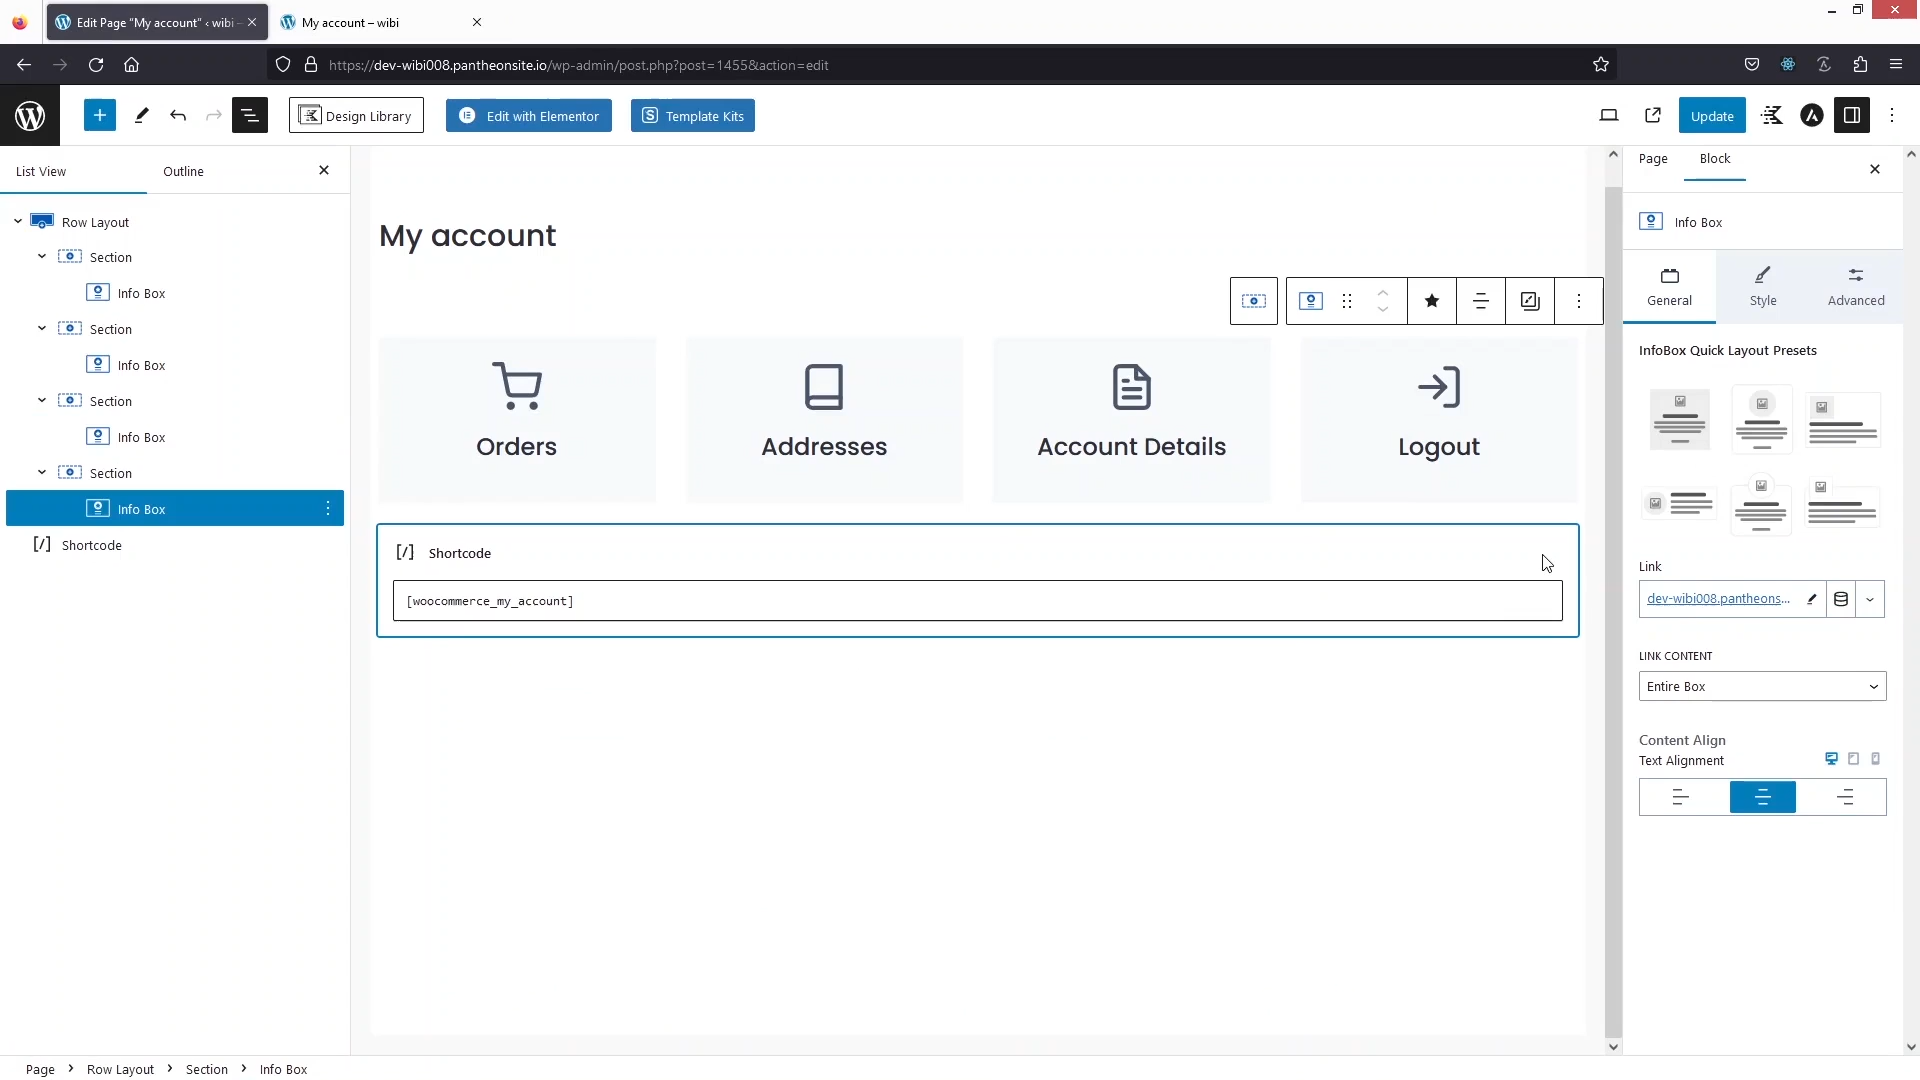 Edit Page “My account” ‹ wibi –
My account – wibi
https://dev-wibi008.pantheonsite.io/wp-admin/post.php?post=1455&action=edit
Design Library
Edit with Elementor
Template Kits
Update
List View
Outline
Page
Block
Row Layout
Section
Info Box
Section
Info Box
Section
Info Box
Section
Info Box
Shortcode
My account
Orders
Addresses
Account Details
Logout
[/] Shortcode
[woocommerce_my_account]
Info Box
General
Style
Advanced
InfoBox Quick Layout Presets
Link
dev-wibi008.pantheons...
LINK CONTENT
Entire Box
Content Align
Text Alignment
Page > Row Layout > Section > Info Box